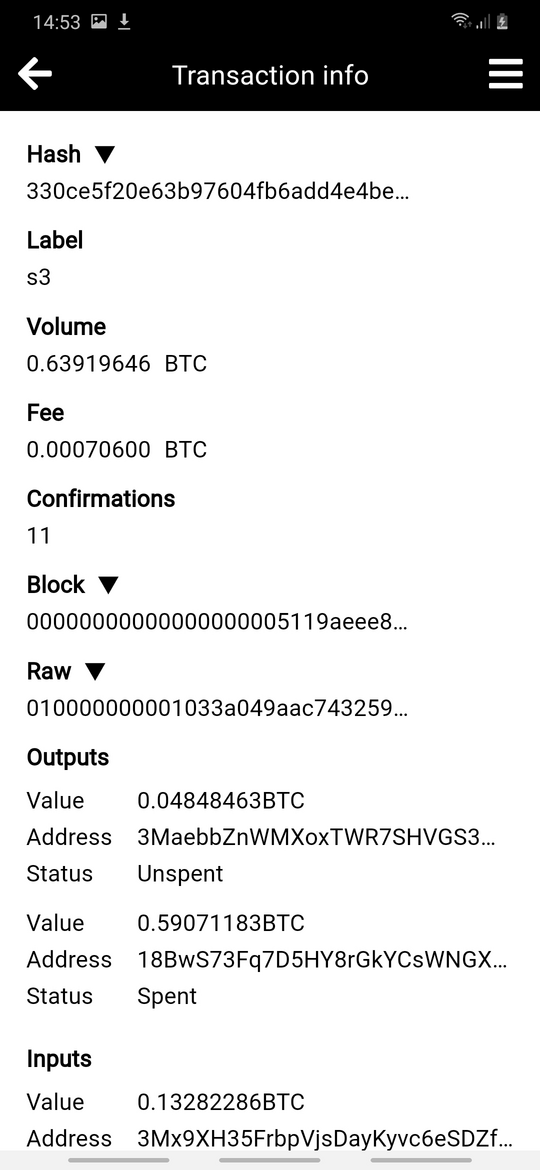 14:53
Transaction info
Hash ▼
330ce5f20e63b97604fb6add4e4be…
Label
s3
Volume
0.63919646 BTC
Fee
0.00070600 BTC
Confirmations
11
Block ▼
0000000000000000005119aeee8…
Raw ▼
010000000001033a049aac743259…
Outputs
Value 0.04848463BTC
Address 3MaebbZnWMXoxTWR7SHVGS3…
Status Unspent
Value 0.59071183BTC
Address 18BwS73Fq7D5HY8rGkYCsWNGX…
Status Spent
Inputs
Value 0.13282286BTC
Address 3Mx9XH35FrbpVjsDayKyvc6eSDZf…